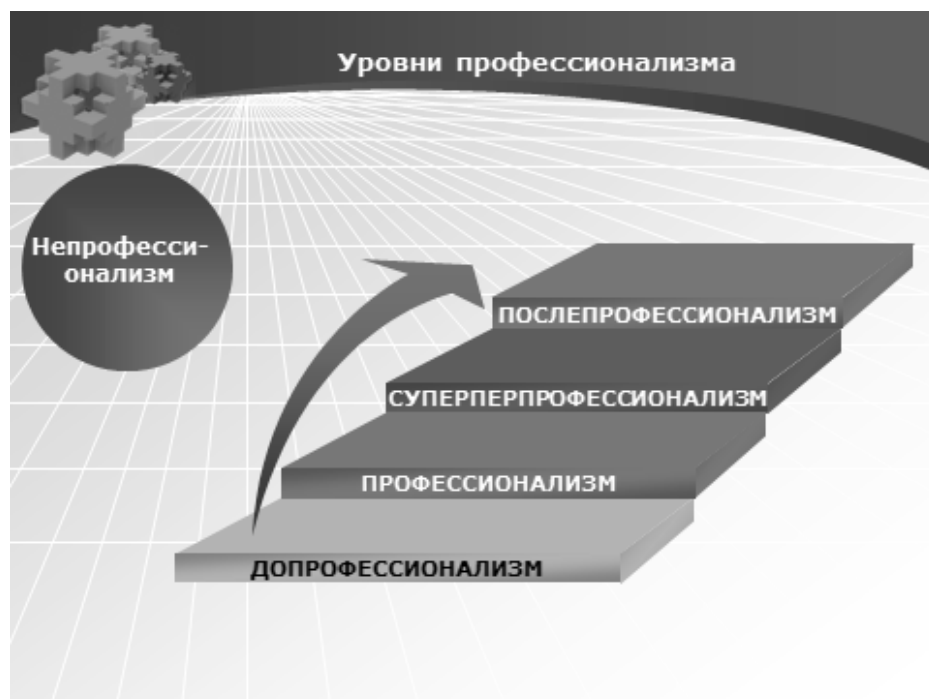 Уровни профессионализма
Непрофесси-
онализм
ПОСЛЕПРОФЕССИОНАЛИЗМ
СУПЕРПЕРПРОФЕССИОНАЛИЗМ
ПРОФЕССИОНАЛИЗМ
ДОПРОФЕССИОНАЛИЗМ